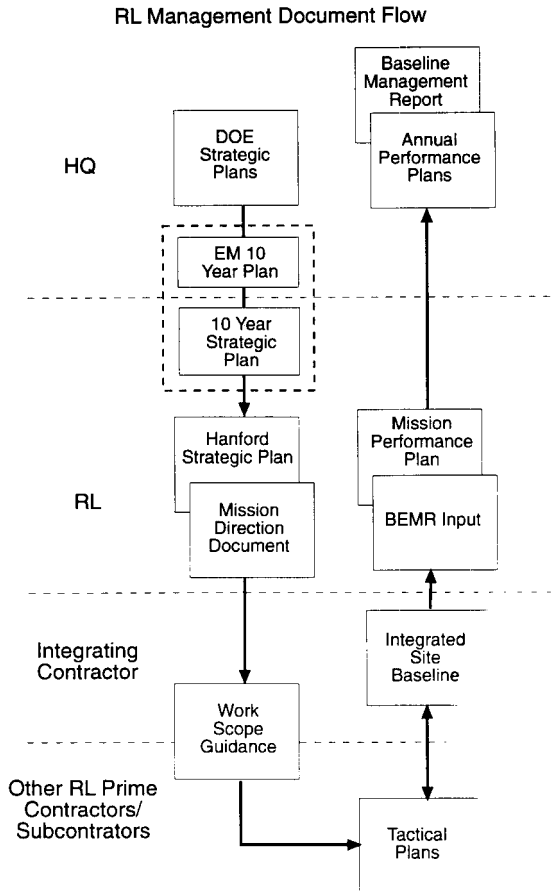 RL Management Document Flow
HQ
DOE
Strategic
Plans
EM 10
Year Plan
10 Year
Strategic
Plan
Baseline
Management
Report
Annual
Performance
Plans
RL
Hanford
Strategic Plan
Mission
Direction
Document
Mission
Performance
Plan
BEMR Input
Integrating
Contractor
Integrated
Site
Baseline
Work
Scope
Guidance
Other RL Prime
Contractors/
Subcontrators
Tactical
Plans